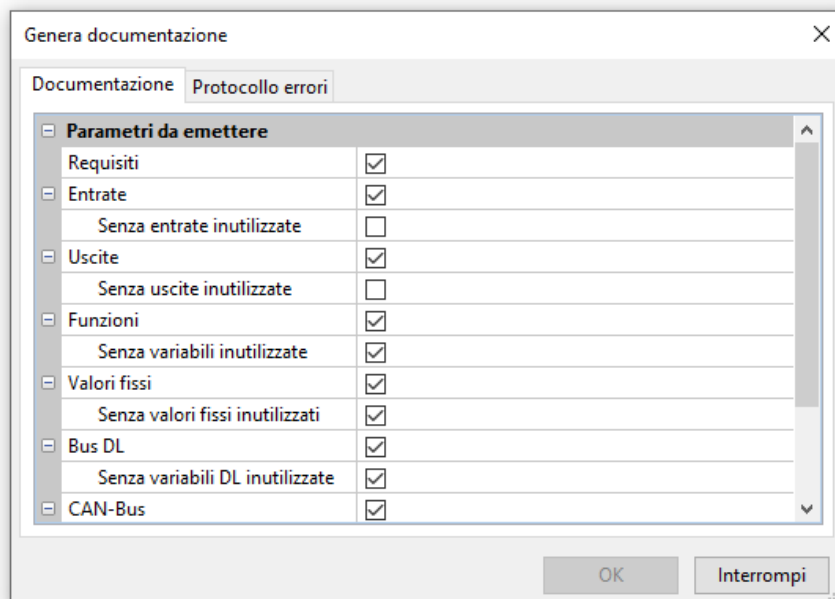 Genera documentazione
Documentazione Protocollo errori
Parametri da emettere
Requisiti
Entrate
Senza entrate inutilizzate
Uscite
Senza uscite inutilizzate
Funzioni
Senza variabili inutilizzate
Valori fissi
Senza valori fissi inutilizzati
Bus DL
Senza variabili DL inutilizzate
CAN-Bus
OK Interrompi